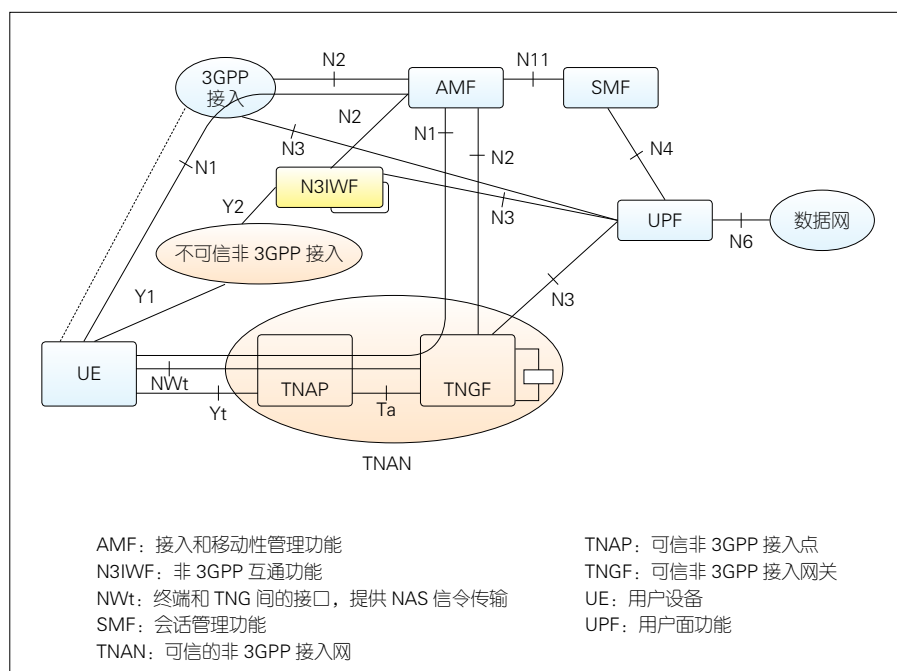 N2
N11
3GPP
接入
AMF
SMF
N2
N1
N3
N2
N4
N1
N3IWF
Y2
N3
UPF
N6
数据网
不可信非 3GPP 接入
Y1
N3
UE
NWt
TNAP
TNGF
Yt
Ta
TNAN
AMF：接入和移动性管理功能
N3IWF：非 3GPP 互通功能
NWt：终端和 TNG 间的接口，提供 NAS 信令传输
SMF：会话管理功能
TNAN：可信的非 3GPP 接入网
TNAP：可信非 3GPP 接入点
TNGF：可信非 3GPP 接入网关
UE：用户设备
UPF：用户面功能